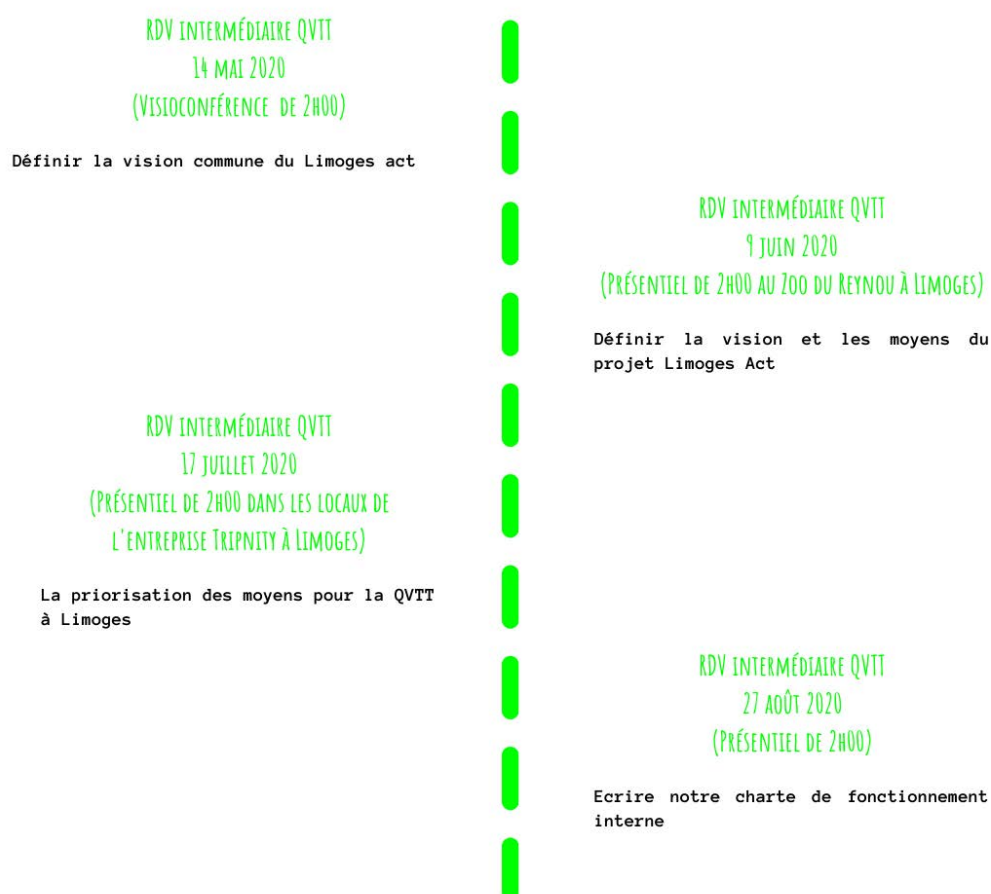 RDV intermédiaire QVTT
14 mai 2020
(Visioconférence de 2h00)
Définir la vision commune du Limoges act
RDV intermédiaire QVTT
9 juin 2020
(Présentiel de 2h00 au Zoo du Reynou à Limoges)
Définir la vision et les moyens du
projet Limoges Act
RDV intermédiaire QVTT
17 juillet 2020
(Présentiel de 2h00 dans les locaux de
l'entreprise Tripnity à Limoges)
La priorisation des moyens pour la QVTT
à Limoges
RDV intermédiaire QVTT
27 août 2020
(Présentiel de 2h00)
Ecrire notre charte de fonctionnement
interne